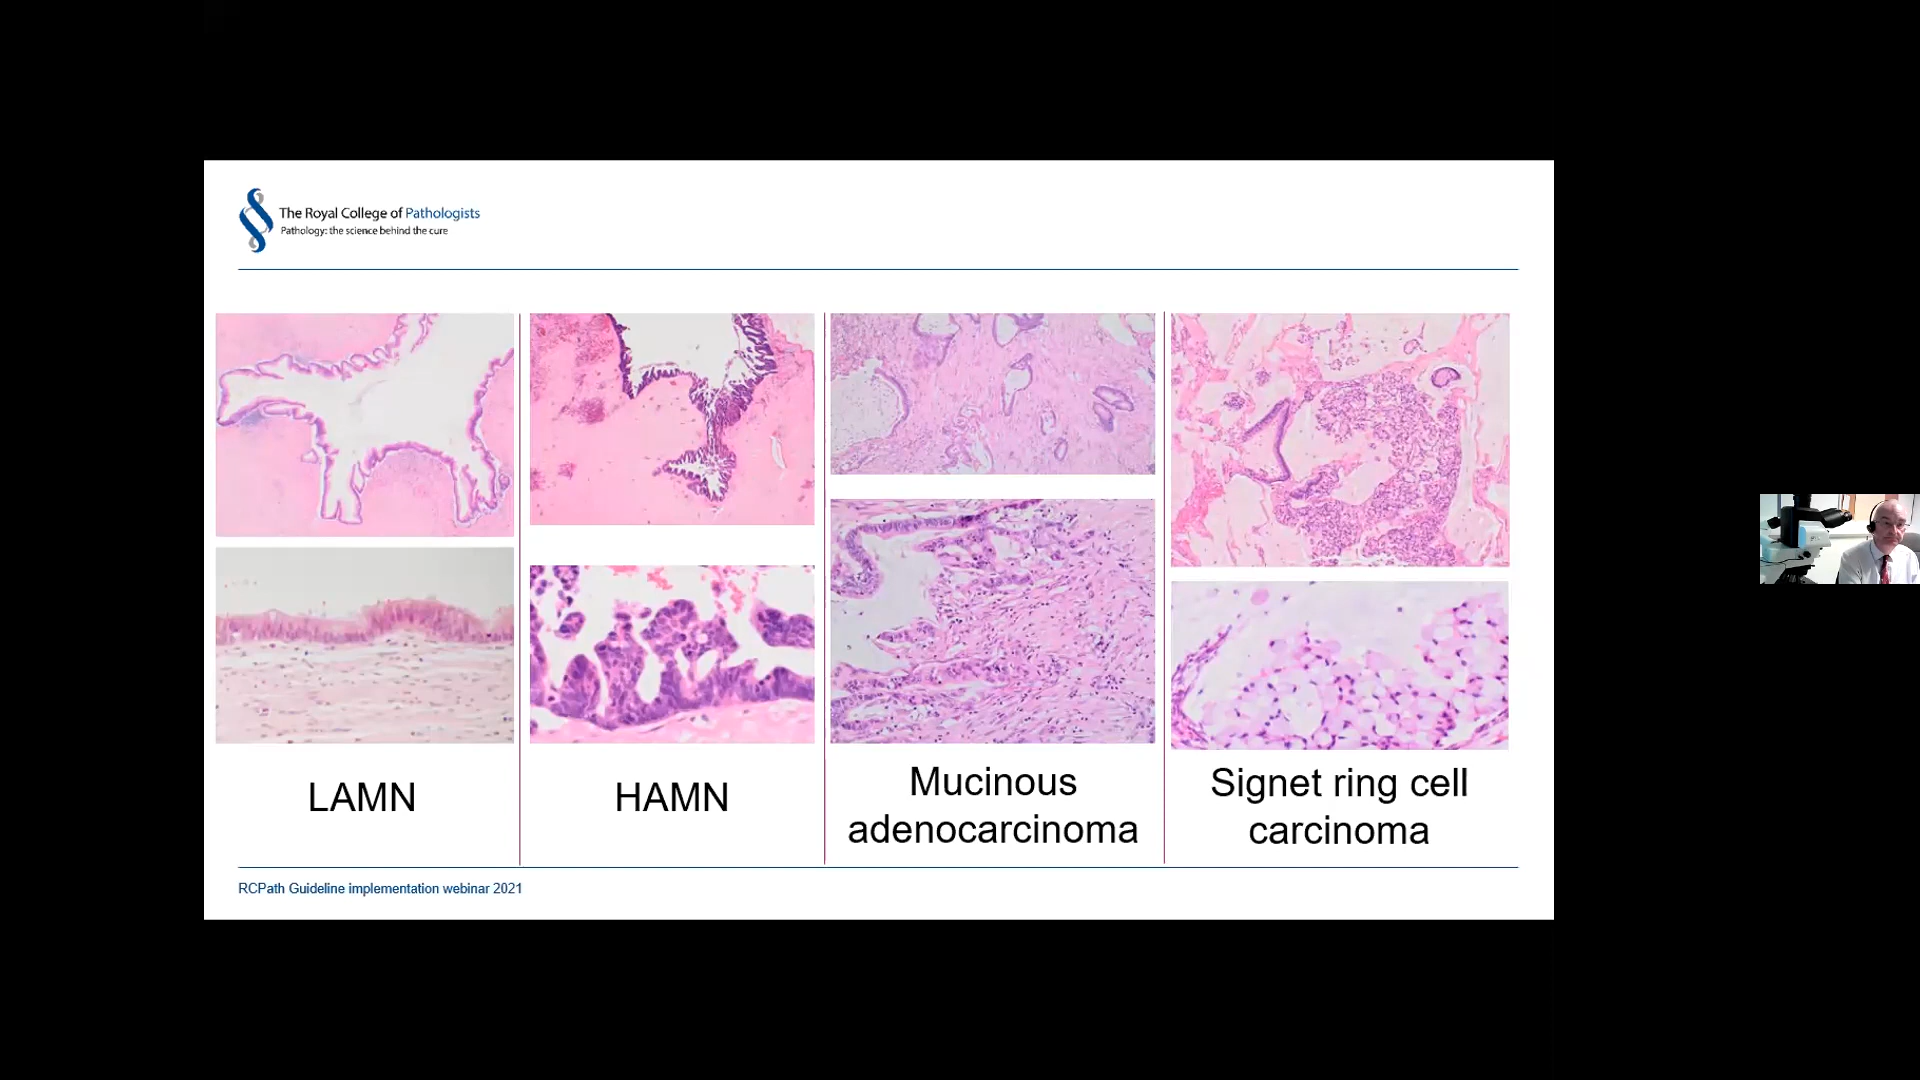 The Royal College of Pathologists
Pathology: the science behind the cure
LAMN
HAMN
Mucinous
adenocarcinoma
Signet ring cell
carcinoma
RCPath Guideline implementation webinar 2021